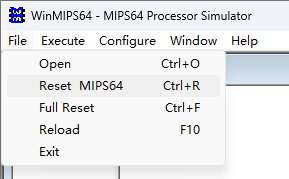 WinMIPS64 - MIPS64 Processor Simulator
File Execute Configure Window Help
Open Ctrl+O
Reset MIPS64 Ctrl+R
Full Reset Ctrl+F
Reload F10
Exit